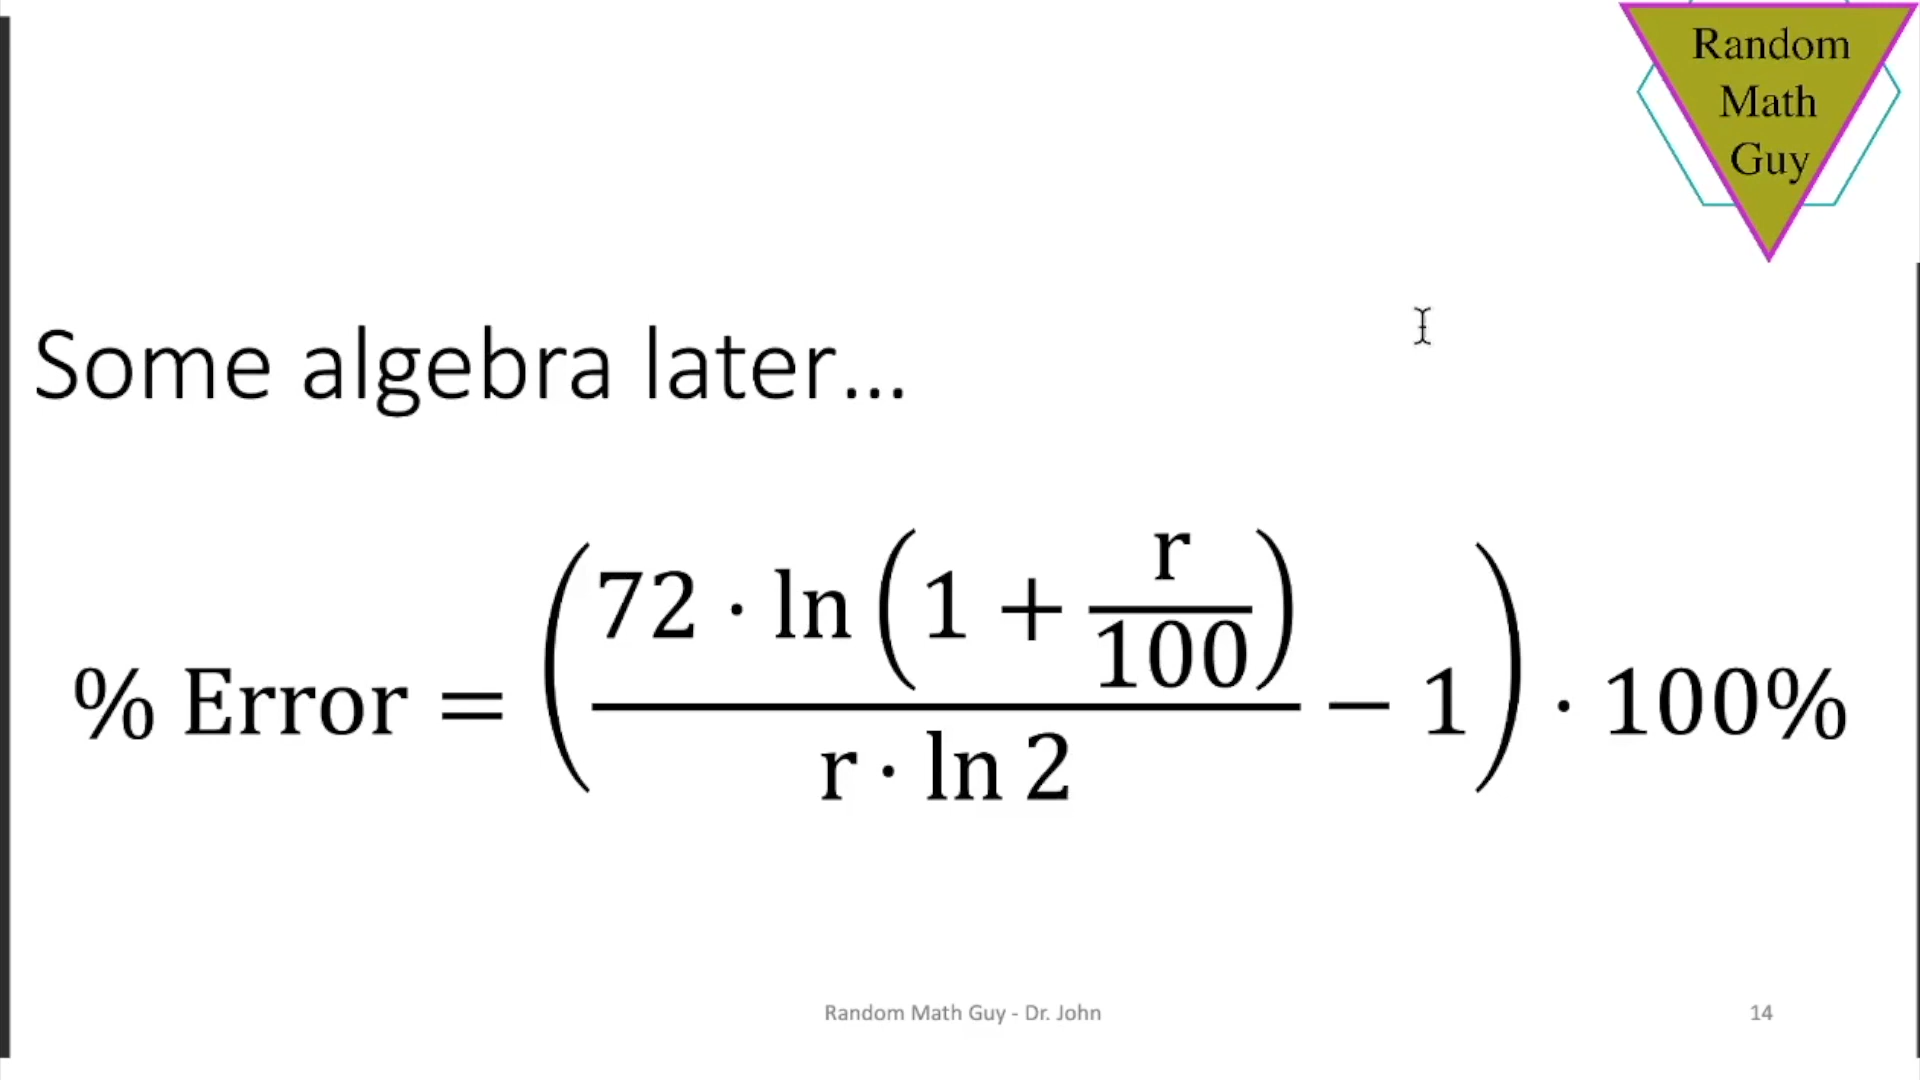 Random
Math
Guy
Some algebra later...
% Error = (72 · ln (1 + r/100) / r · ln 2 − 1) · 100%
Random Math Guy - Dr. John
14